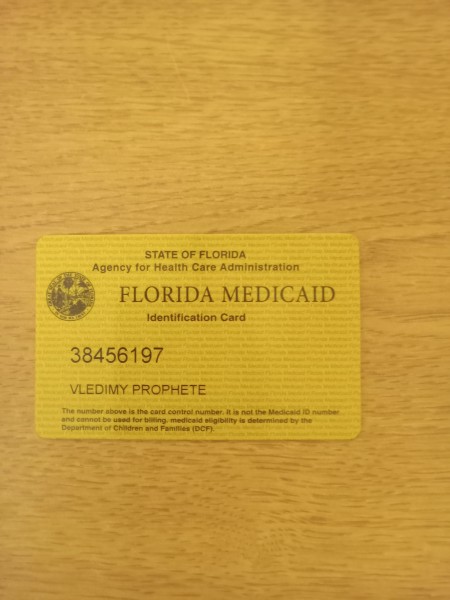 STATE OF FLORIDA
Agency for Health Care Administration
FLORIDA MEDICAID
Identification Card
38456197
VLEDIMY PROPHETE
The number above is the card control number. It is not the Medicaid ID number
and cannot be used for billing. medicaid eligibility is determined by the
Department of Children and Families (DCF).